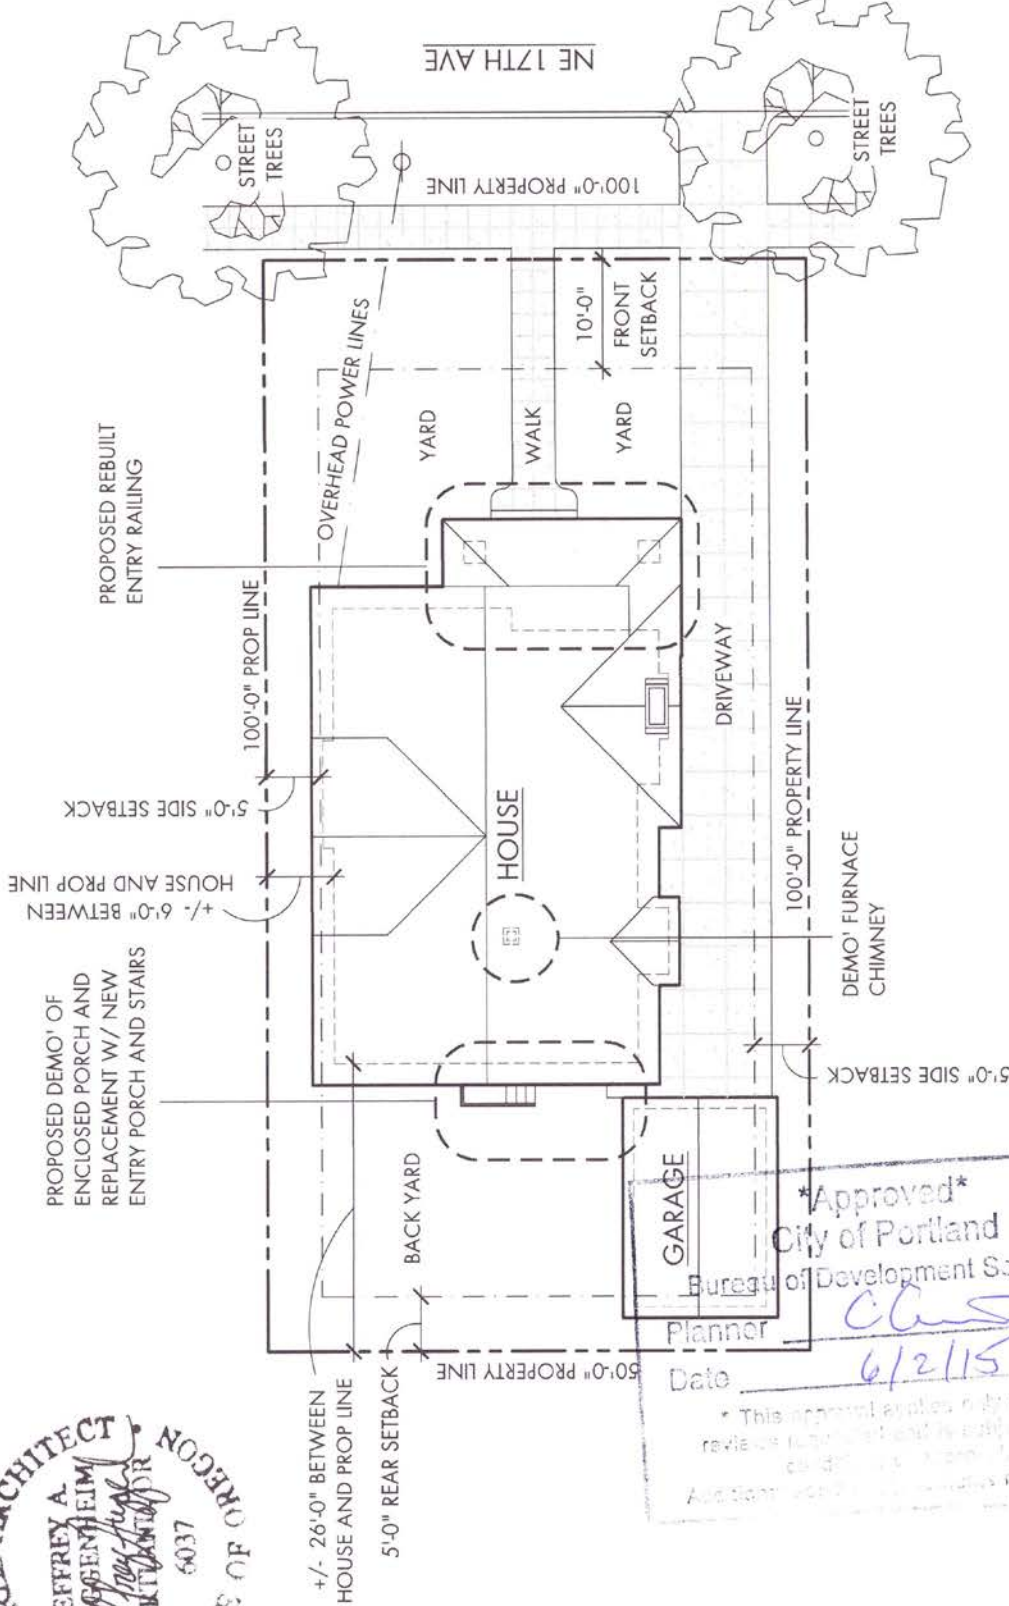 NE 17TH AVE
STREET
TREES
100'-0" PROPERTY LINE
STREET
TREES
OVERHEAD POWER LINES
10'-0"
FRONT
SETBACK
YARD
WALK
YARD
PROPOSED REBUILT
ENTRY RAILING
100'-0" PROP LINE
5'-0" SIDE SETBACK
+/- 6'-0" BETWEEN
HOUSE AND PROP LINE
PROPOSED DEMO' OF
ENCLOSED PORCH AND
REPLACEMENT W/ NEW
ENTRY PORCH AND STAIRS
HOUSE
DRIVEWAY
100'-0" PROPERTY LINE
DEMO' FURNACE
CHIMNEY
5'-0" SIDE SETBACK
BACK YARD
GARAGE
50'-0" PROPERTY LINE
+/- 26'-0" BETWEEN
HOUSE AND PROP LINE
5'-0" REAR SETBACK
ARCHITECT
JEFFREY A.
6037
OF OREGON
*Approved*
City of Portland
Bureau of Development
Planner
Date 6/2/15
* This approval applies only